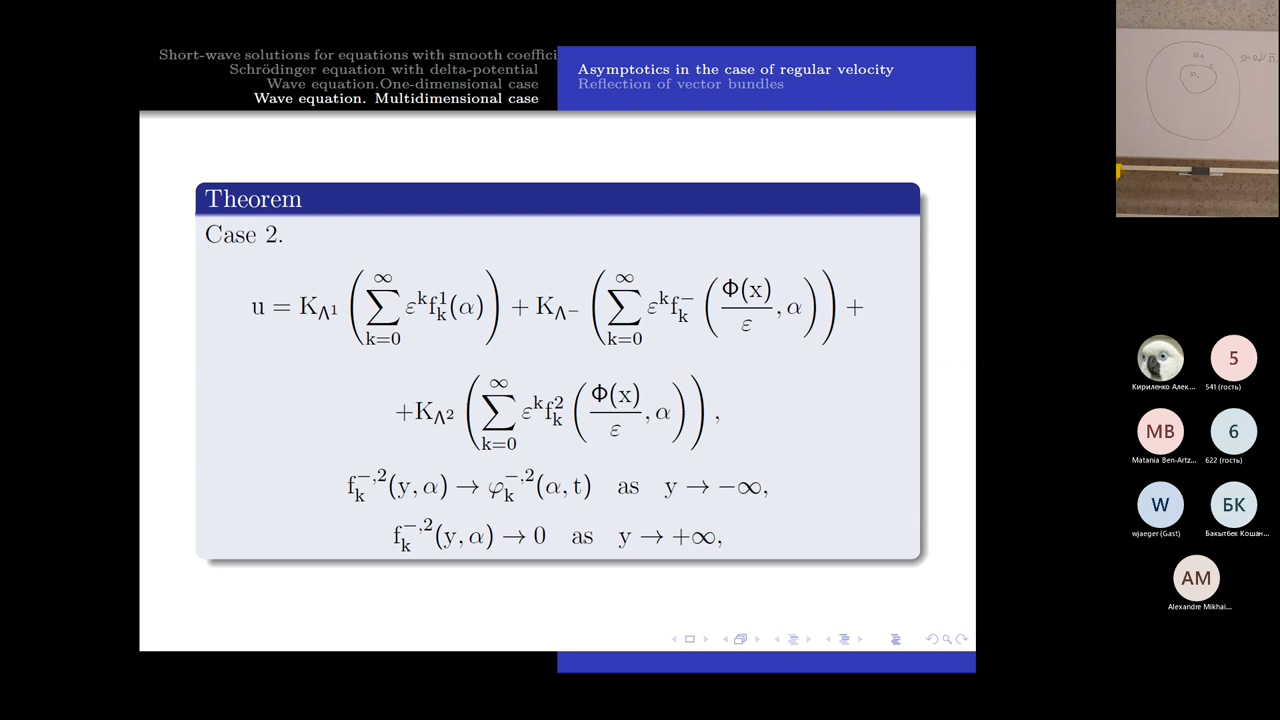 Short-wave solutions for equations with smooth coeffici
Schrödinger equation with delta-potential
Wave equation.One-dimensional case
Wave equation. Multidimensional case
Asymptotics in the case of regular velocity
Reflection of vector bundles
Theorem
Case 2.
u = K_{Λ^1} ( ∑_{k=0}^{∞} ε^k f_k^1(α) ) + K_{Λ^-} ( ∑_{k=0}^{∞} ε^k f_k^- ( Φ(x)/ε , α ) ) +
+K_{Λ^2} ( ∑_{k=0}^{∞} ε^k f_k^2 ( Φ(x)/ε , α ) ) ,
f_k^{-,2}(y, α) → φ_k^{-,2}(α, t) as y → −∞,
f_k^{-,2}(y, α) → 0 as y → +∞,
Кириленко Алек...
5
541 (гость)
MB
Matania Ben-Artz...
6
622 (гость)
W
wjaeger (Gast)
БК
Бакытбек Кошан...
AM
Alexandre Mikhai...